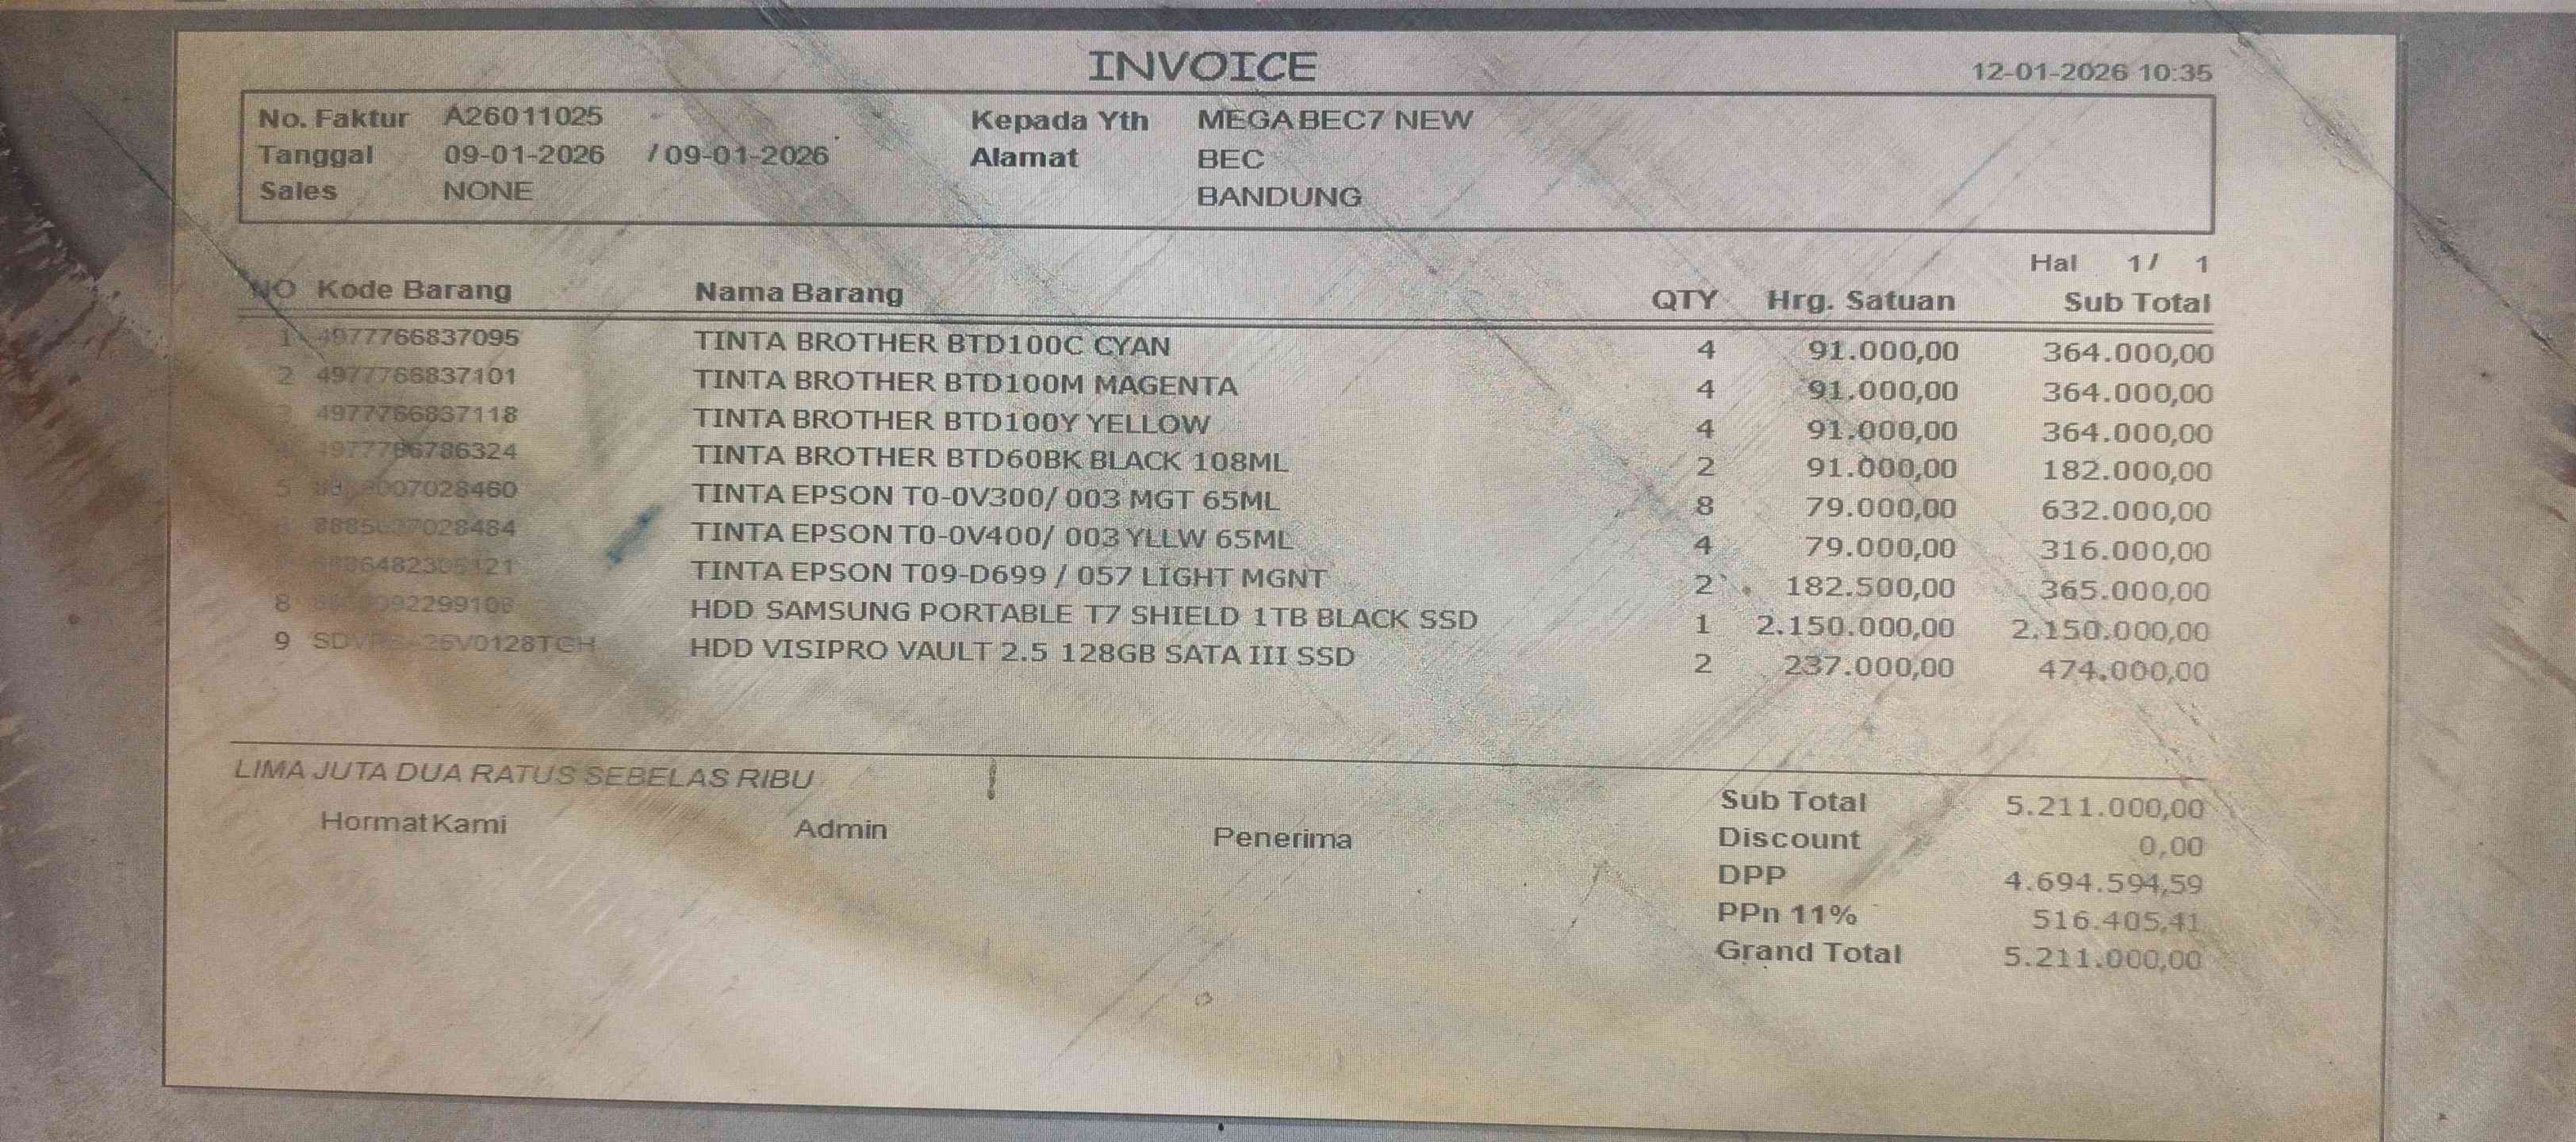 INVOICE
12-01-2026 10:35
No. Faktur A26011025 Kepada Yth MEGABEC7 NEW
Tanggal 09-01-2026 / 09-01-2026 Alamat BEC
Sales NONE BANDUNG
Hal 1/ 1
NO Kode Barang Nama Barang QTY Hrg. Satuan Sub Total
1 4977766837095 TINTA BROTHER BTD100C CYAN 4 91.000,00 364.000,00
2 4977766837101 TINTA BROTHER BTD100M MAGENTA 4 91.000,00 364.000,00
4977766837118 TINTA BROTHER BTD100Y YELLOW 4 91.000,00 364.000,00
TINTA BROTHER BTD60BK BLACK 108ML 2 91.000,00 182.000,00
5 TINTA EPSON T0-0V300/ 003 MGT 65ML 8 79.000,00 632.000,00
TINTA EPSON T0-0V400/ 003 YLLW 65ML 4 79.000,00 316.000,00
TINTA EPSON T09-D699 / 057 LIGHT MGNT 2 182.500,00 365.000,00
8 HDD SAMSUNG PORTABLE T7 SHIELD 1TB BLACK SSD 1 2.150.000,00 2.150.000,00
9 HDD VISIPRO VAULT 2.5 128GB SATA III SSD 2 237.000,00 474.000,00
LIMA JUTA DUA RATUS SEBELAS RIBU
Hormat Kami Admin Penerima
Sub Total 5.211.000,00
Discount 0,00
DPP 4.694.594,59
PPn 11% 516.405,41
Grand Total 5.211.000,00